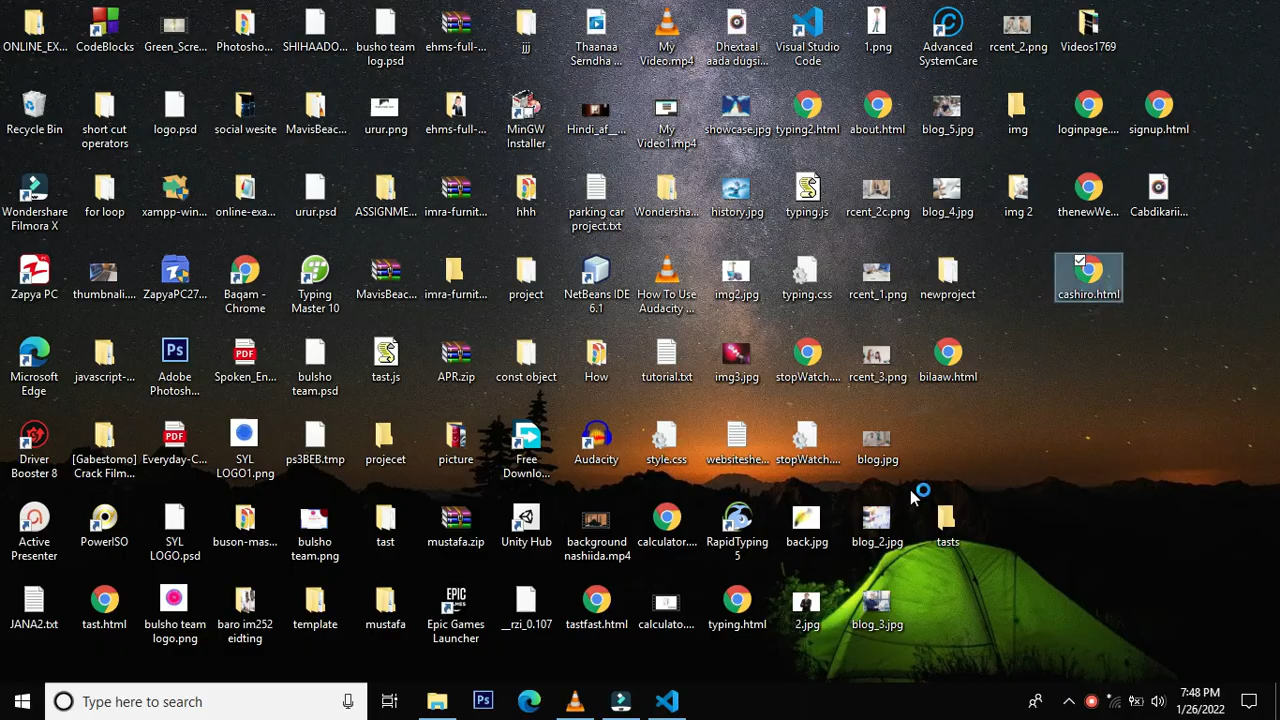 ONLINE_EX...
CodeBlocks
Green_Scre...
Photosho...
SHIHAADO...
busho team
log.psd
ehms-full-...
jjj
Thaanaa
Serndha ...
My
Video.mp4
Dhextaal
aada dugsi...
Visual Studio
Code
1.png
Advanced
SystemCare
rcent_2.png
Videos1769
Recycle Bin
short cut
operators
logo.psd
social wesite
MavisBeac...
urur.png
ehms-full-...
MinGW
Installer
Hindi_af_...
My
Video1.mp4
showcase.jpg
typing2.html
about.html
blog_5.jpg
img
loginpage....
signup.html
Wondershare
Filmora X
for loop
xampp-win...
online-exa...
urur.psd
ASSIGNME...
imra-furnit...
hhh
parking car
project.txt
Wondersha...
history.jpg
typing.js
rcent_2c.png
blog_4.jpg
img 2
thenewWe...
Cabdikarii...
Zapya PC
thumbnali....
ZapyaPC27...
Baqam -
Chrome
Typing
Master 10
MavisBeac...
imra-furnit...
project
NetBeans IDE
6.1
How To Use
Audacity ...
img2.jpg
typing.css
rcent_1.png
newproject
cashiro.html
Microsoft
Edge
javascript-...
Ps
Adobe
Photosh...
PDF
Spoken_En...
bulsho
team.psd
tast.js
APR.zip
const object
How
tutorial.txt
img3.jpg
stopWatch....
rcent_3.png
bilaaw.html
Driver
Booster 8
[Gabestomo]
Crack Film...
PDF
Everyday-C...
SYL
LOGO1.png
ps3BEB.tmp
projecet
picture
Free
Downlo...
Audacity
style.css
websiteshe...
stopWatch....
blog.jpg
Active
Presenter
PowerISO
SYL
LOGO.psd
buson-mas...
bulsho
team.png
tast
mustafa.zip
Unity Hub
background
nashiida.mp4
calculator....
RapidTyping
5
back.jpg
blog_2.jpg
tasts
JANA2.txt
tast.html
bulsho team
logo.png
baro im252
eidting
template
mustafa
EPIC
GAMES
Epic Games
Launcher
__rzi_0.107
tastfast.html
calculato....
typing.html
2.jpg
blog_3.jpg
Type here to search
Ps
7:48 PM
1/26/2022